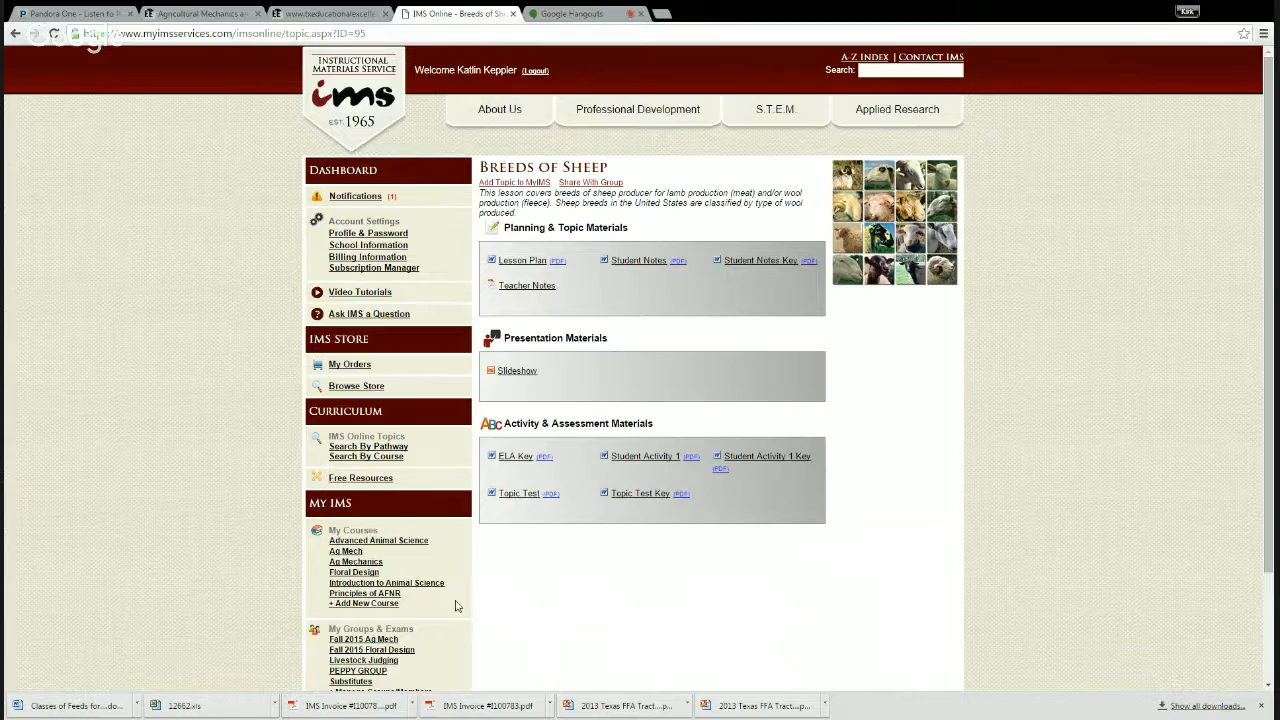 Pandora One - Listen to P
Agricultural Mechanics an
www.txeducationalexcelle
IMS Online - Breeds of She
Google Hangouts
Kirk
https://www.myimsservices.com/imsonline/topic.aspx?ID=95
Google
INSTRUCTIONAL
MATERIALS SERVICE
ims
EST. 1965
Welcome Katlin Keppler (Logout)
A-Z Index | Contact IMS
Search:
About Us
Professional Development
S.T.E.M.
Applied Research
Dashboard
Notifications (1)
Account Settings
Profile & Password
School Information
Billing Information
Subscription Manager
Video Tutorials
Ask IMS a Question
IMS Store
My Orders
Browse Store
Curriculum
IMS Online Topics
Search By Pathway
Search By Course
Free Resources
My IMS
My Courses
Advanced Animal Science
Ag Mech
Ag Mechanics
Floral Design
Introduction to Animal Science
Principles of AFNR
+ Add New Course
My Groups & Exams
Fall 2015 Ag Mech
Fall 2015 Floral Design
Livestock Judging
PEPPY GROUP
Substitutes
+ Manage Groups/Members
Breeds of Sheep
Add Topic to MyIMS Share With Group
This lesson covers breeds of sheep producer for lamb production (meat) and/or wool
production (fleece). Sheep breeds in the United States are classified by type of wool
produced.
Planning & Topic Materials
Lesson Plan (PDF) Student Notes (PDF) Student Notes Key (PDF)
Teacher Notes
Presentation Materials
Slideshow
ABC Activity & Assessment Materials
ELA Key (PDF) Student Activity 1 (PDF) Student Activity 1 Key
(PDF)
Topic Test (PDF) Topic Test Key (PDF)
Classes of Feeds for....do...
12662.xls
IMS Invoice #I10078....pdf
IMS Invoice #I100783.pdf
2013 Texas FFA Tract....p...
2013 Texas FFA Tract....p...
Show all downloads...